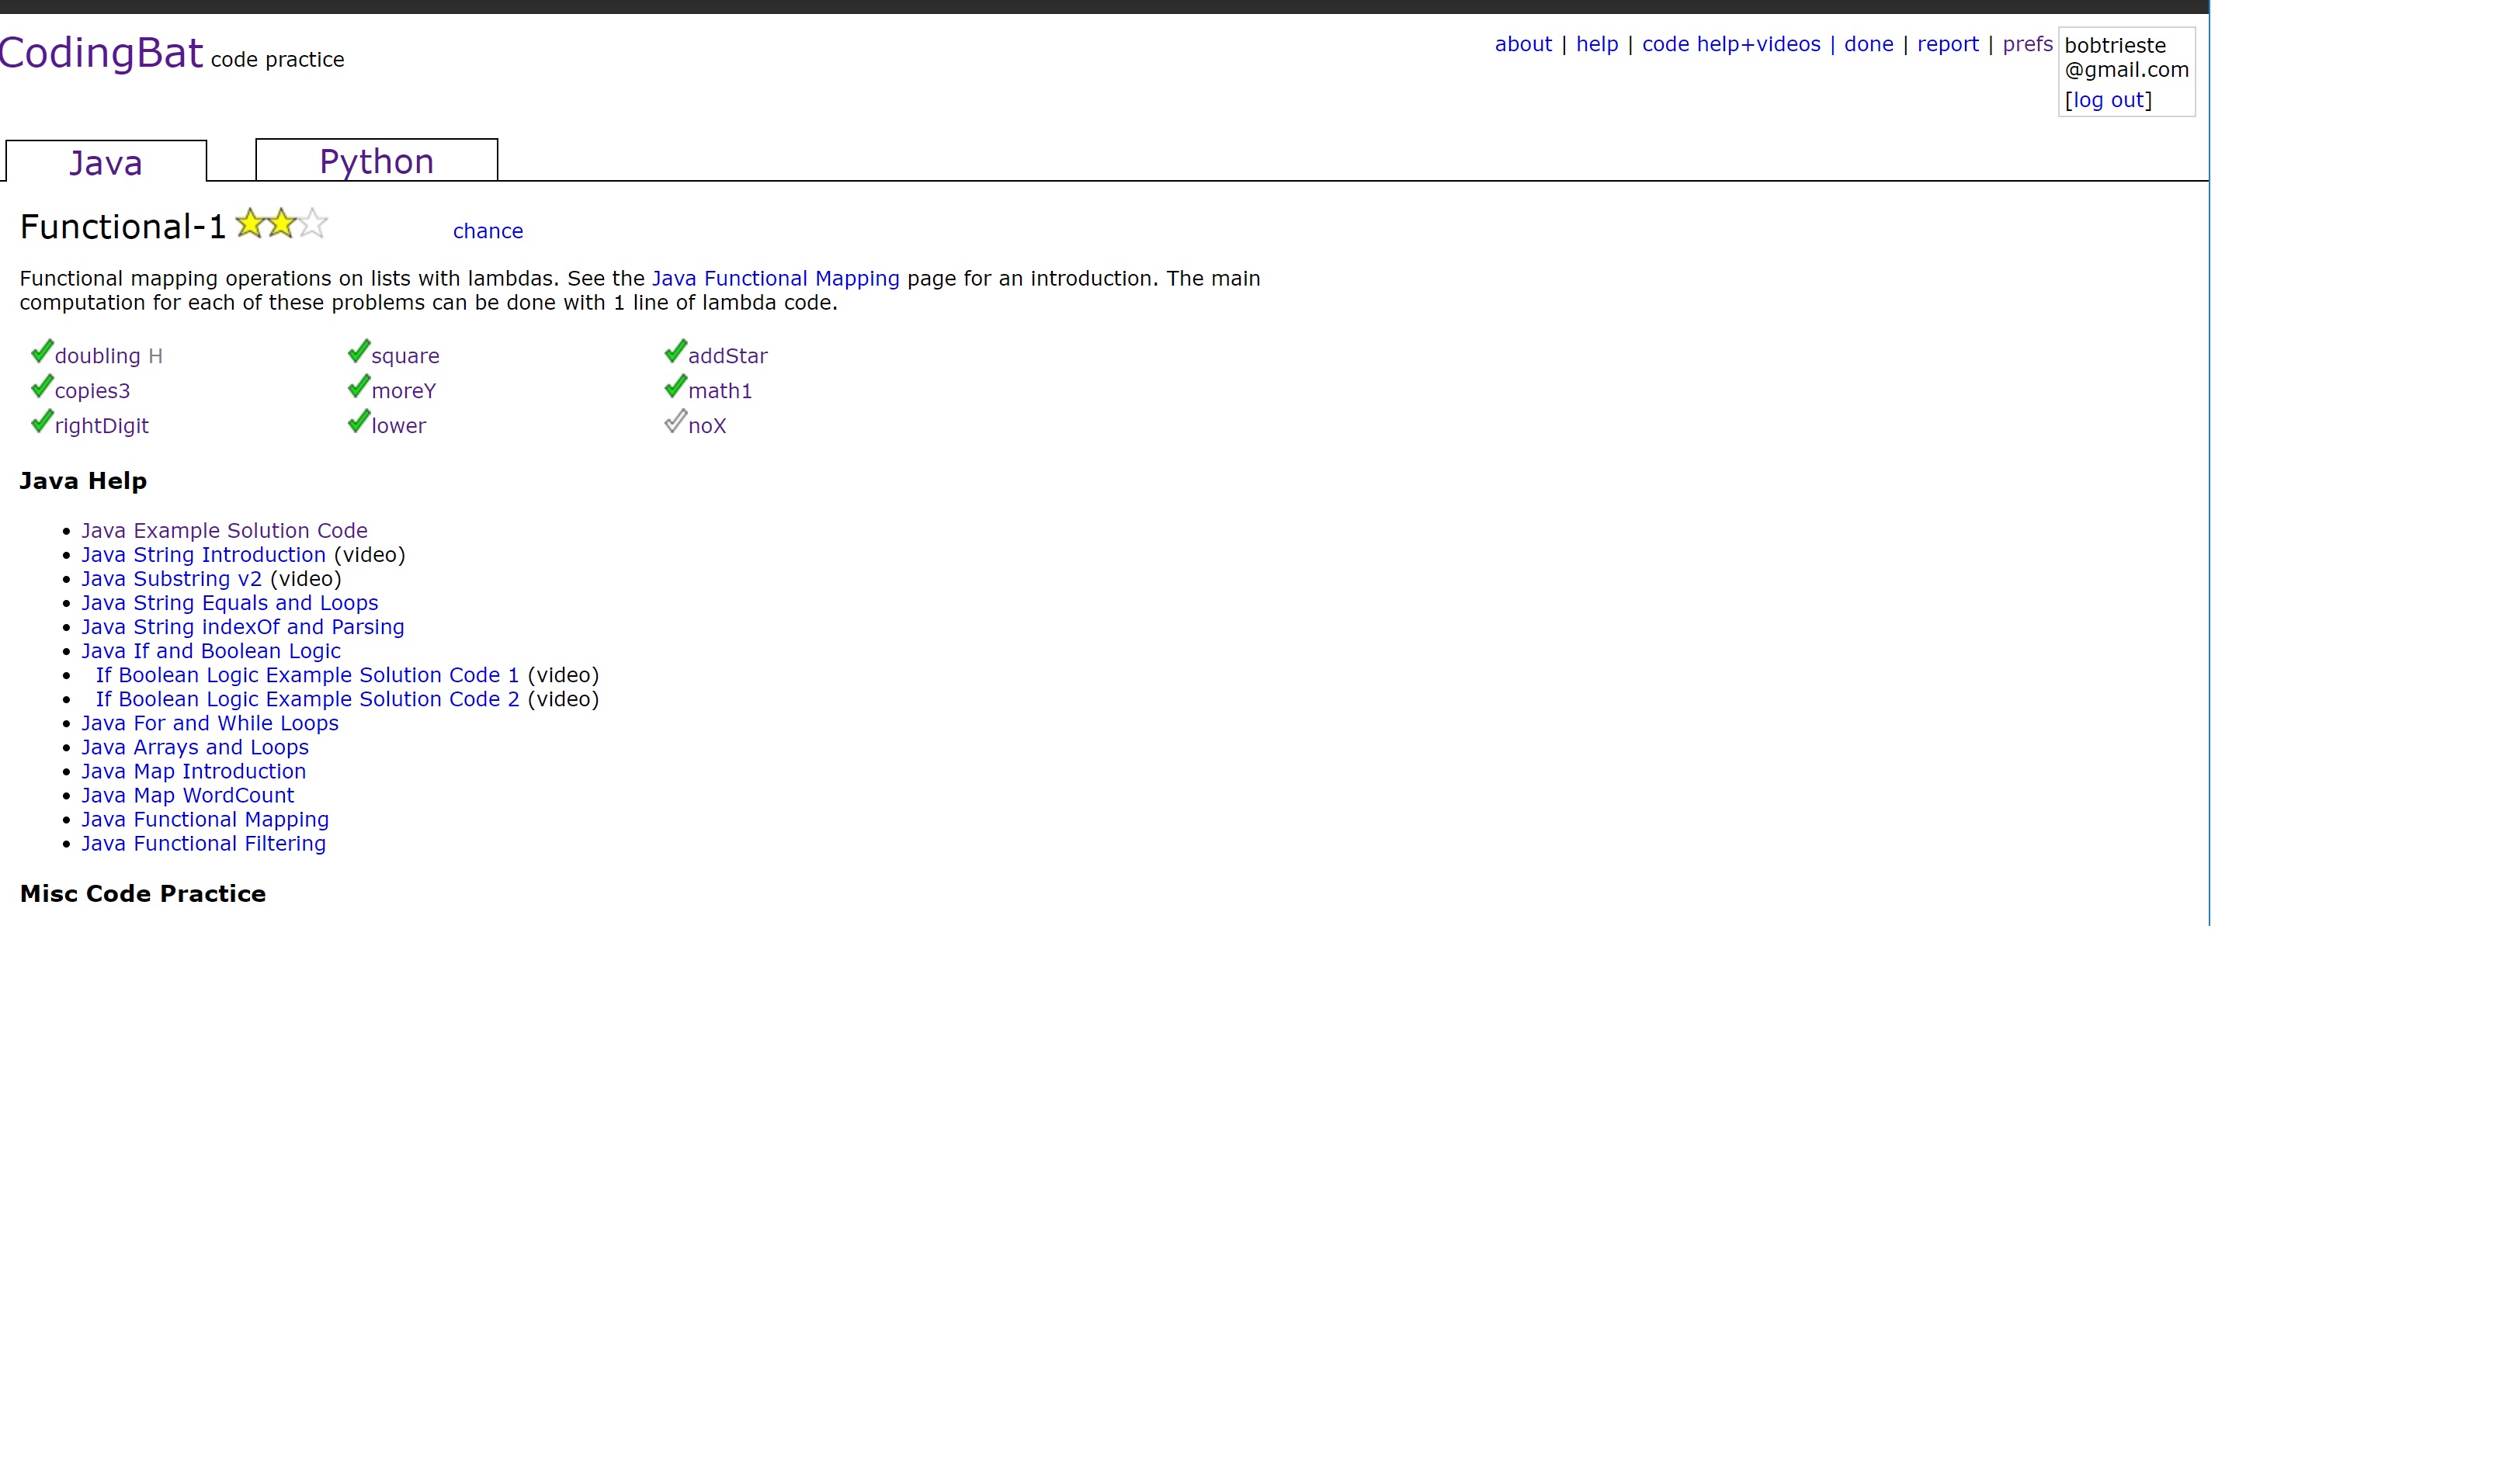 CodingBat code practice
about | help | code help+videos | done | report | prefs
bobtrieste
@gmail.com
[log out]
Java
Python
Functional-1
chance
Functional mapping operations on lists with lambdas. See the Java Functional Mapping page for an introduction. The main
computation for each of these problems can be done with 1 line of lambda code.
doubling H square addStar
copies3 moreY math1
rightDigit lower noX
Java Help
Java Example Solution Code
Java String Introduction (video)
Java Substring v2 (video)
Java String Equals and Loops
Java String indexOf and Parsing
Java If and Boolean Logic
If Boolean Logic Example Solution Code 1 (video)
If Boolean Logic Example Solution Code 2 (video)
Java For and While Loops
Java Arrays and Loops
Java Map Introduction
Java Map WordCount
Java Functional Mapping
Java Functional Filtering
Misc Code Practice